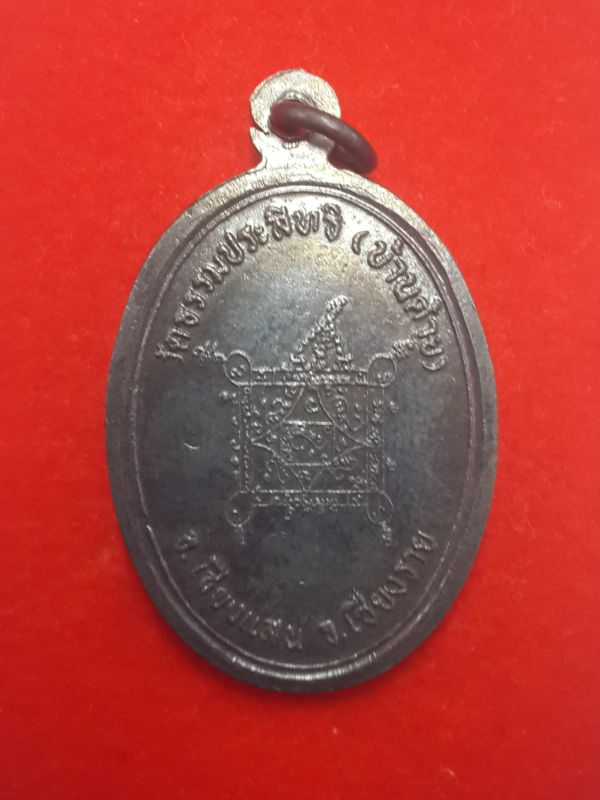 วัดธรรมประสิทธิ์ (บ้านคำย)
อ.เชียงแสน จ.เชียงราย